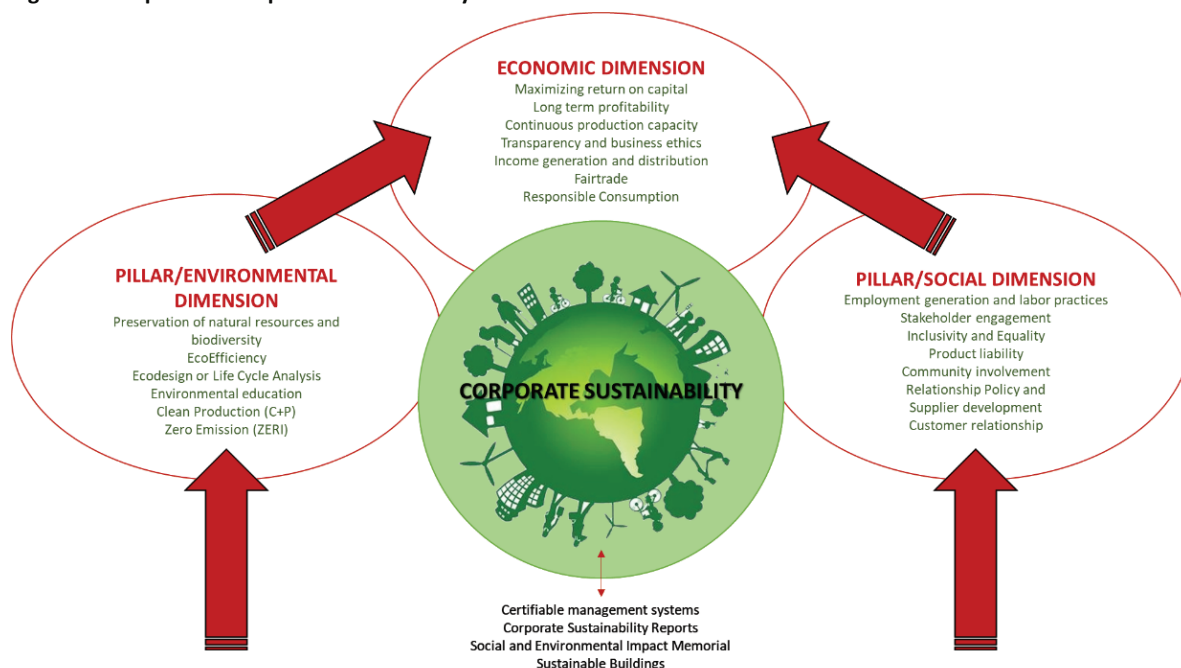 ECONOMIC DIMENSION
Maximizing return on capital
Long term profitability
Continuous production capacity
Transparency and business ethics
Income generation and distribution
Fairtrade
Responsible Consumption
PILLAR/ENVIRONMENTAL
DIMENSION
Preservation of natural resources and
biodiversity
EcoEfficiency
Ecodesign or Life Cycle Analysis
Environmental education
Clean Production (C+P)
Zero Emission (ZERI)
CORPORATE SUSTAINABILITY
PILLAR/SOCIAL DIMENSION
Employment generation and labor practices
Stakeholder engagement
Inclusivity and Equality
Product liability
Community involvement
Relationship Policy and
Supplier development
Customer relationship
Certifiable management systems
Corporate Sustainability Reports
Social and Environmental Impact Memorial
Sustainable Buildings